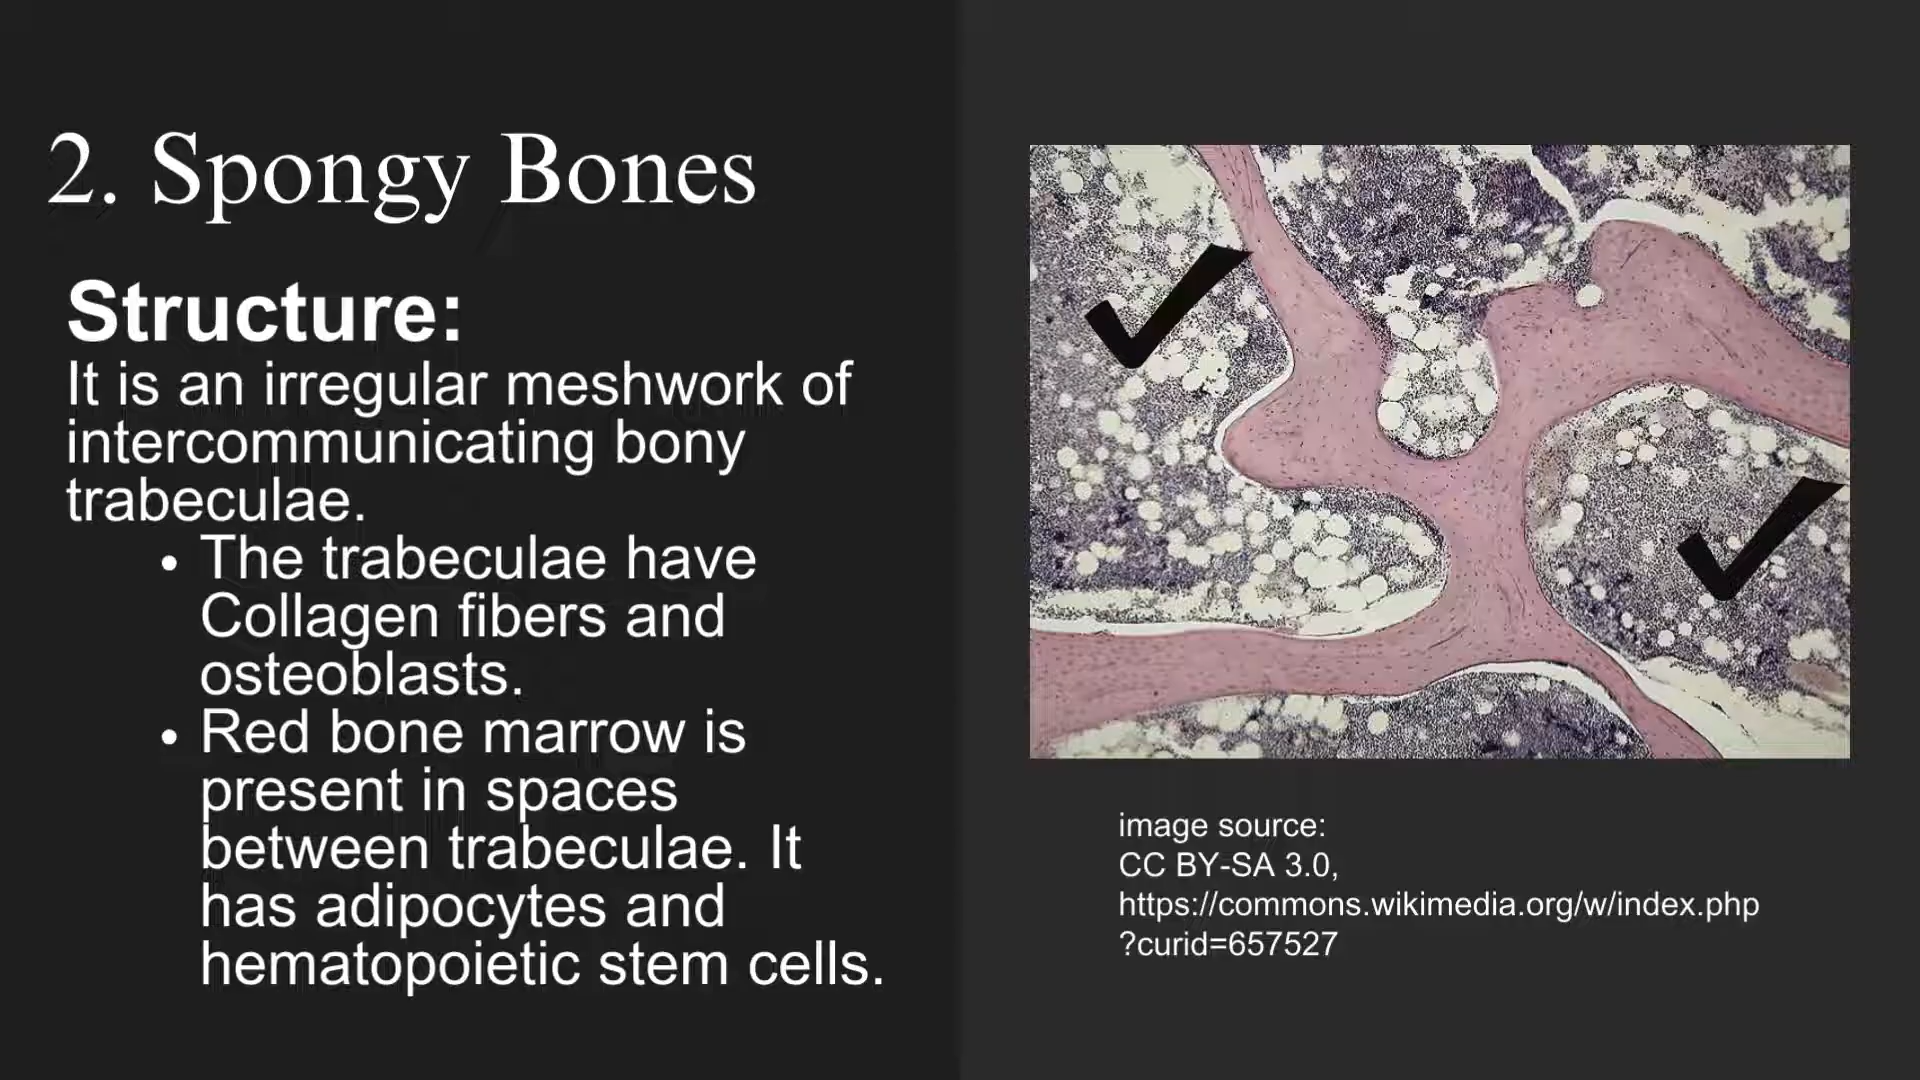 2. Spongy Bones
Structure:
It is an irregular meshwork of
intercommunicating bony
trabeculae.
• The trabeculae have
Collagen fibers and
osteoblasts.
• Red bone marrow is
present in spaces
between trabeculae. It
has adipocytes and
hematopoietic stem cells.
image source:
CC BY-SA 3.0,
https://commons.wikimedia.org/w/index.php
?curid=657527